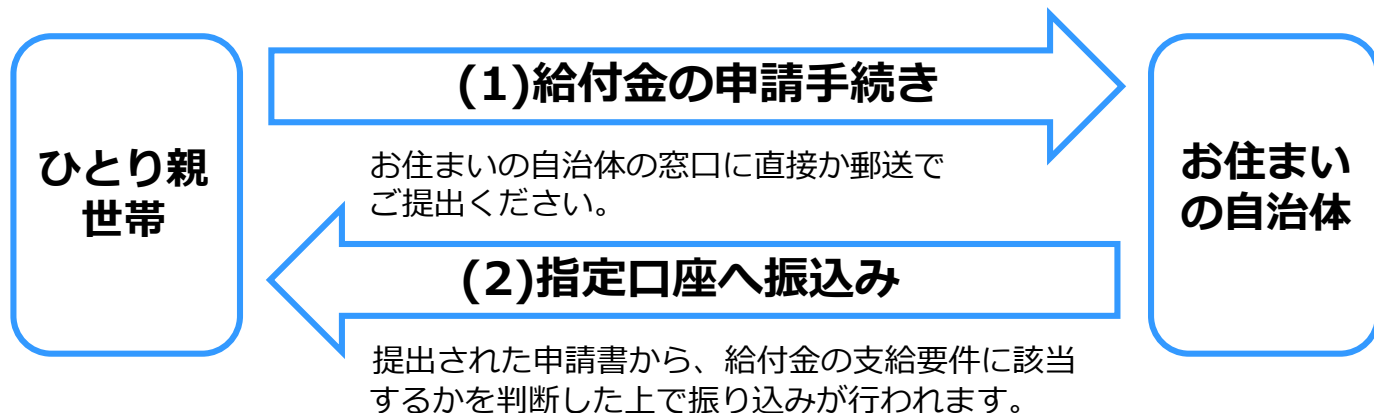 ひとり親
世帯
(1)給付金の申請手続き
お住まいの自治体の窓口に直接か郵送で
ご提出ください。
(2)指定口座へ振込み
提出された申請書から、給付金の支給要件に該当
するかを判断した上で振り込みが行われます。
お住まい
の自治体